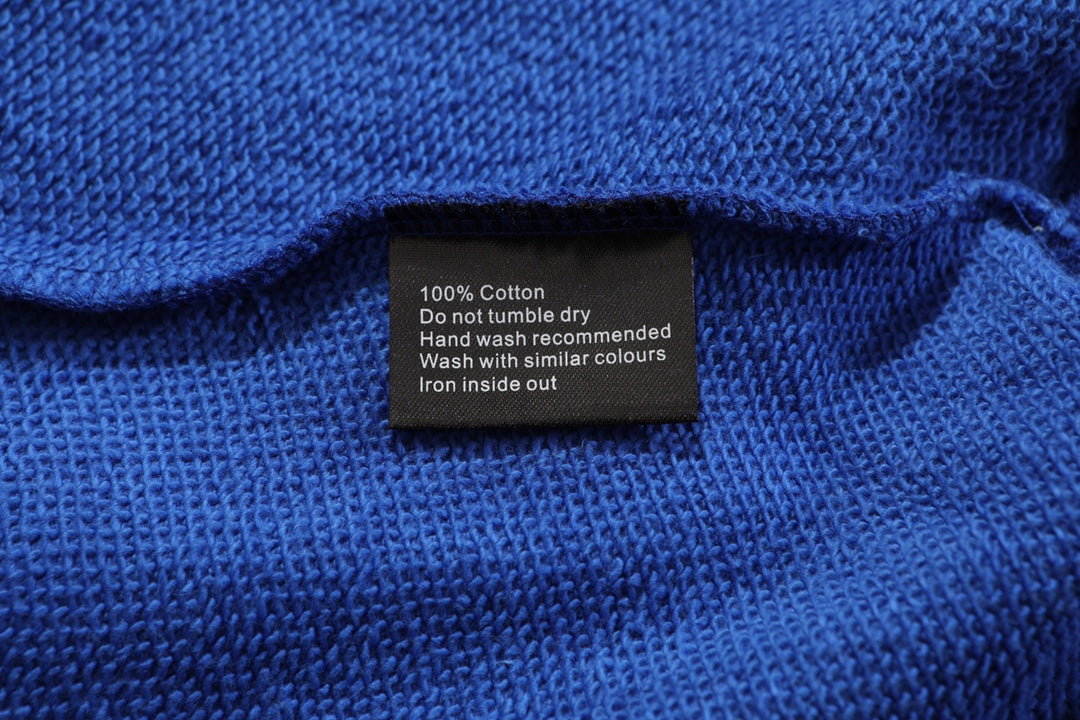 100% Cotton
Do not tumble dry
Hand wash recommended
Wash with similar colours
Iron inside out